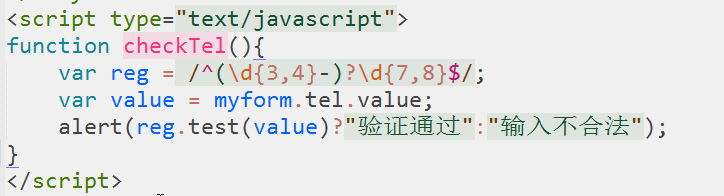 <script type="text/javascript">
function checkTel(){
    var reg = /^(\d{3,4}-)?\d{7,8}$/;
    var value = myform.tel.value;
    alert(reg.test(value)?"验证通过":"输入不合法");
}
</script>